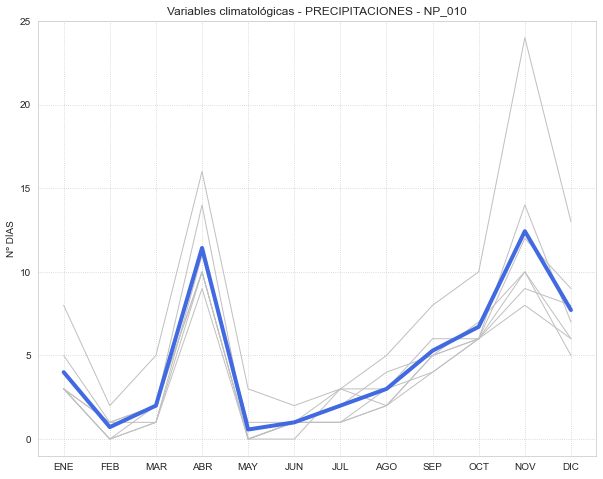 Variables climatológicas - PRECIPITACIONES - NP_010
25
20
15
10
5
0
N° DÍAS
ENE FEB MAR ABR MAY JUN JUL AGO SEP OCT NOV DIC